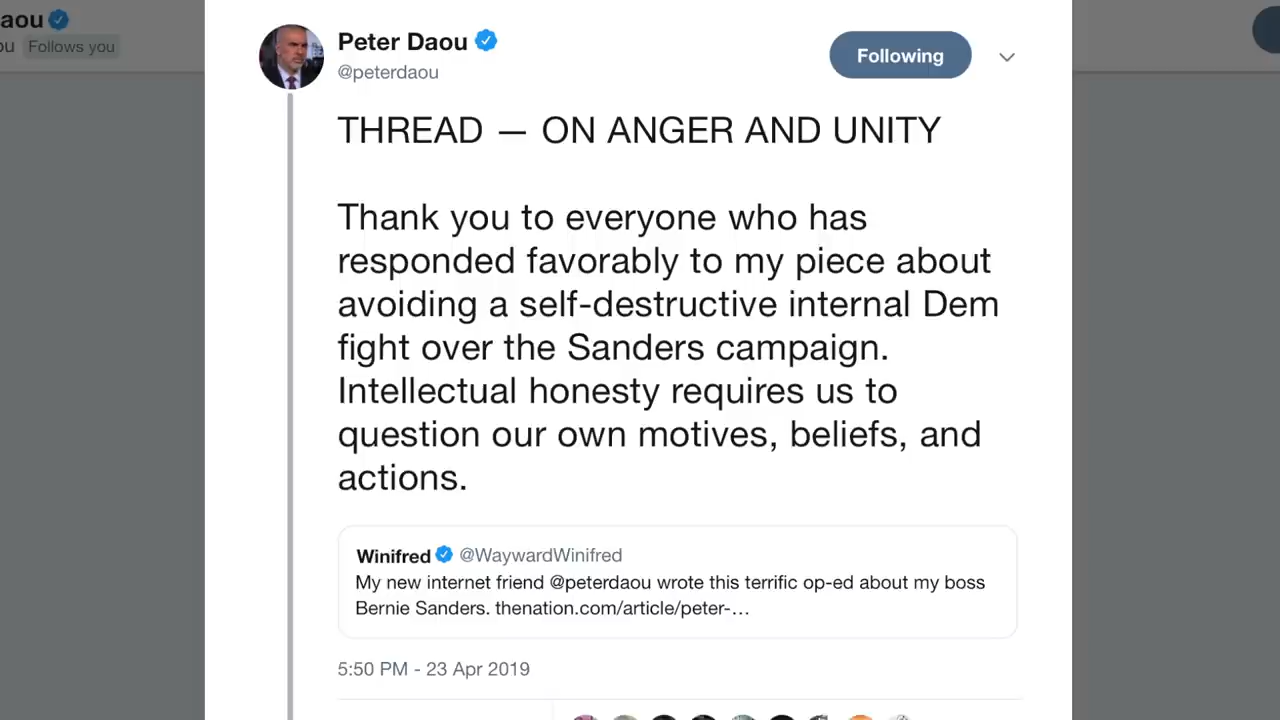 aou
ou Follows you
Peter Daou
@peterdaou
Following
THREAD — ON ANGER AND UNITY
Thank you to everyone who has
responded favorably to my piece about
avoiding a self-destructive internal Dem
fight over the Sanders campaign.
Intellectual honesty requires us to
question our own motives, beliefs, and
actions.
Winifred @WaywardWinifred
My new internet friend @peterdaou wrote this terrific op-ed about my boss
Bernie Sanders. thenation.com/article/peter-…
5:50 PM - 23 Apr 2019